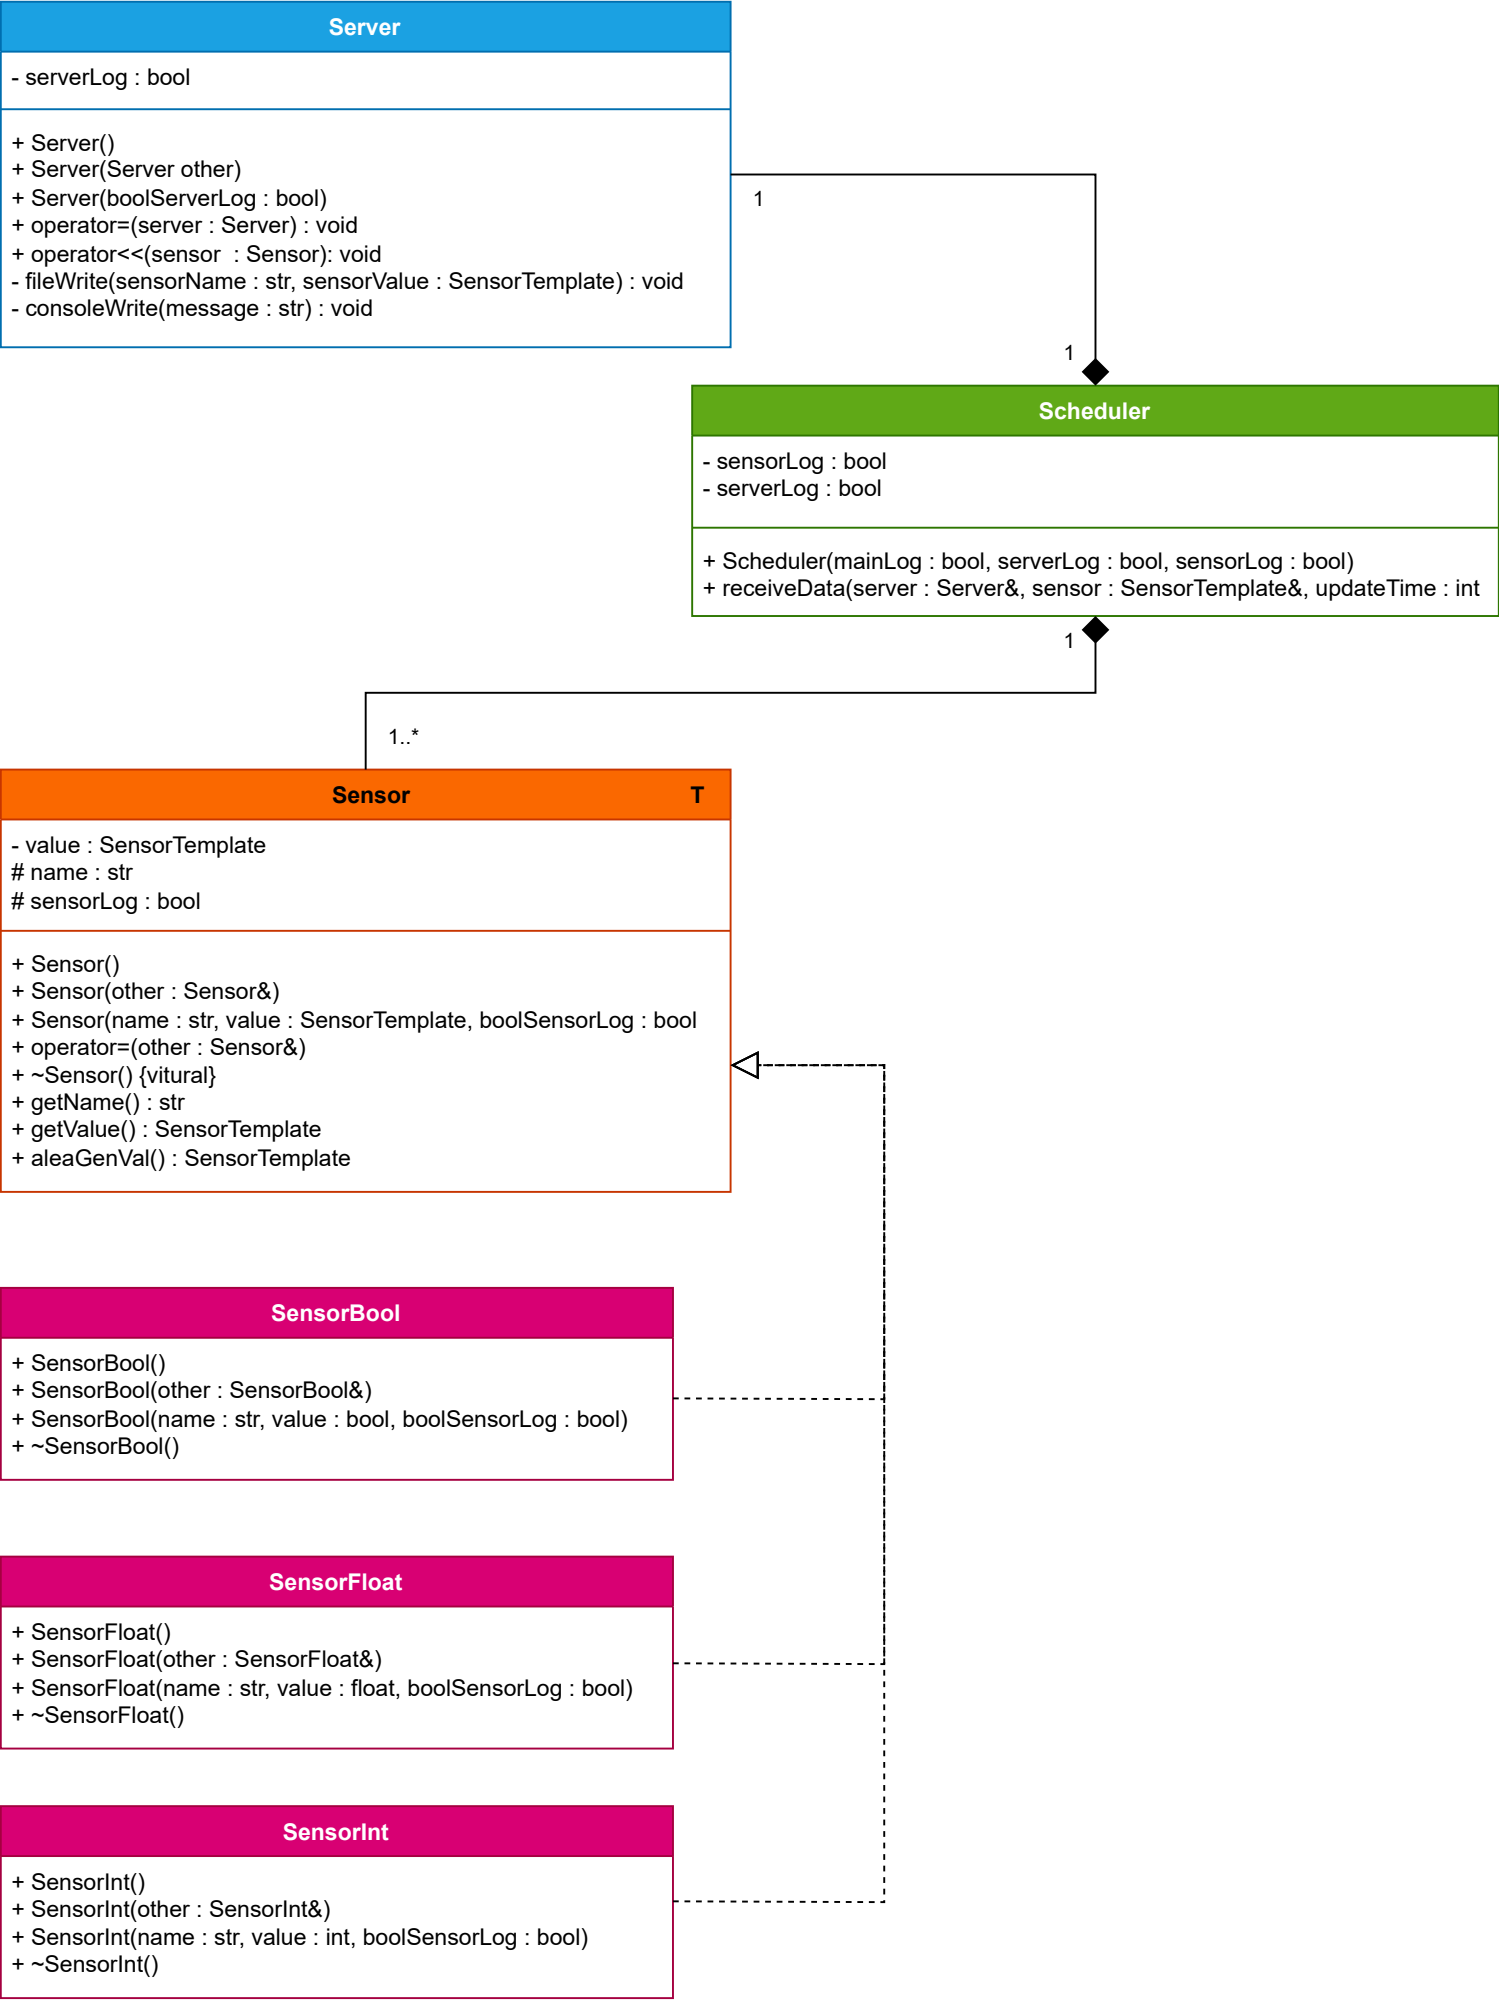 Server
- serverLog : bool
+ Server()
+ Server(Server other)
+ Server(boolServerLog : bool)
+ operator=(server : Server) : void
+ operator<<(sensor  : Sensor): void
- fileWrite(sensorName : str, sensorValue : SensorTemplate) : void
- consoleWrite(message : str) : void
1
1
Scheduler
- sensorLog : bool
- serverLog : bool
+ Scheduler(mainLog : bool, serverLog : bool, sensorLog : bool)
+ receiveData(server : Server&, sensor : SensorTemplate&, updateTime : int
1
1..*
Sensor T
- value : SensorTemplate
# name : str
# sensorLog : bool
+ Sensor()
+ Sensor(other : Sensor&)
+ Sensor(name : str, value : SensorTemplate, boolSensorLog : bool
+ operator=(other : Sensor&)
+ ~Sensor() {vitural}
+ getName() : str
+ getValue() : SensorTemplate
+ aleaGenVal() : SensorTemplate
SensorBool
+ SensorBool()
+ SensorBool(other : SensorBool&)
+ SensorBool(name : str, value : bool, boolSensorLog : bool)
+ ~SensorBool()
SensorFloat
+ SensorFloat()
+ SensorFloat(other : SensorFloat&)
+ SensorFloat(name : str, value : float, boolSensorLog : bool)
+ ~SensorFloat()
SensorInt
+ SensorInt()
+ SensorInt(other : SensorInt&)
+ SensorInt(name : str, value : int, boolSensorLog : bool)
+ ~SensorInt()